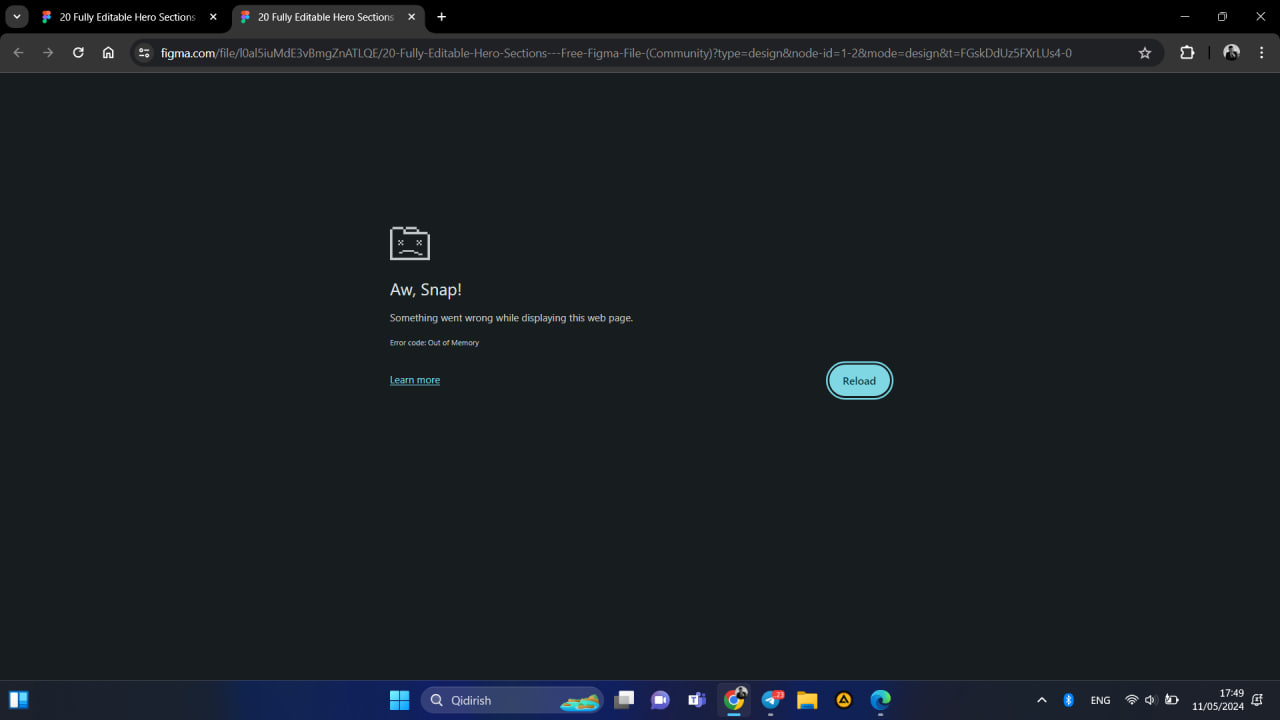 20 Fully Editable Hero Sections
20 Fully Editable Hero Sections
figma.com/file/l0al5iuMdE3vBmgZnATLQE/20-Fully-Editable-Hero-Sections---Free-Figma-File-(Community)?type=design&node-id=1-2&mode=design&t=FGskDdUz5FXrLUs4-0
Aw, Snap!
Something went wrong while displaying this web page.
Error code: Out of Memory
Learn more
Reload
Qidirish
23
ENG
17:49
11/05/2024